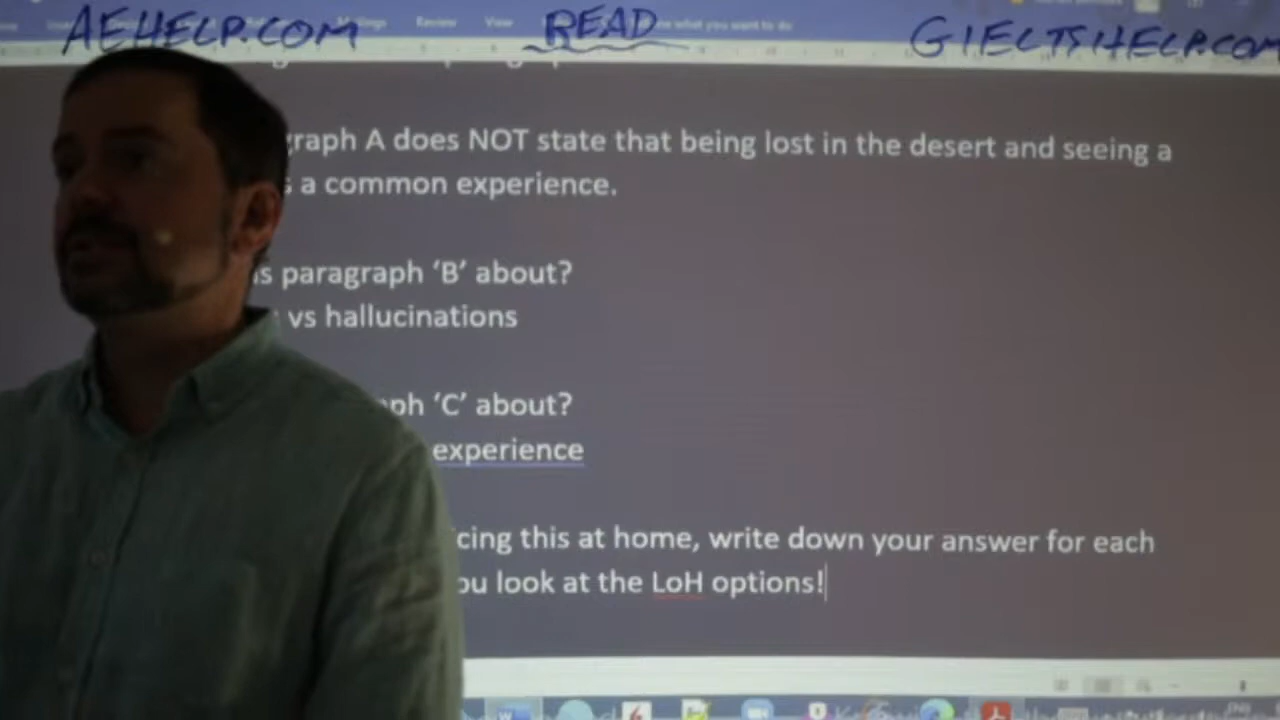 AEHELP.COM READ GIELTSHELP.COM
Review View what you want to do
graph A does NOT state that being lost in the desert and seeing a
s a common experience.
is paragraph ‘B’ about?
vs hallucinations
ph ‘C’ about?
experience
cing this at home, write down your answer for each
ou look at the LoH options!